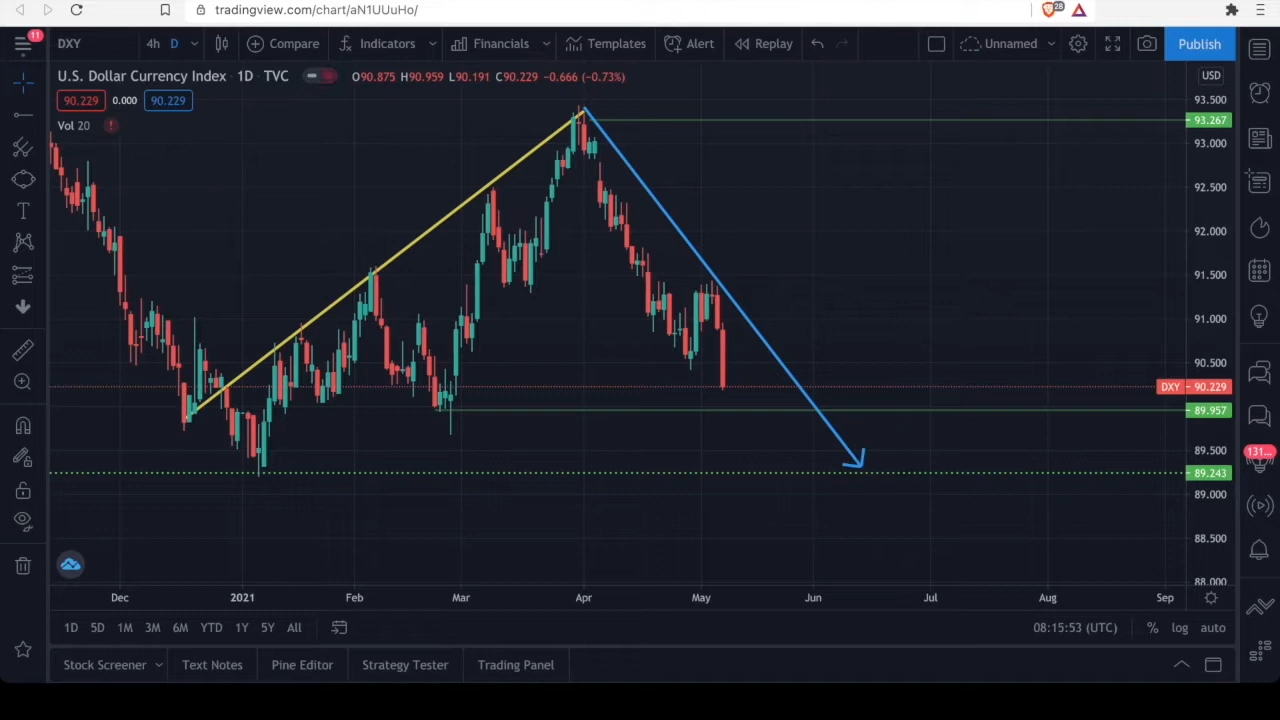 tradingview.com/chart/aN1UUuHo/
28
11
DXY 4h D Compare Indicators Financials Templates Alert Replay Unnamed Publish
U.S. Dollar Currency Index 1D TVC O90.875 H90.959 L90.191 C90.229 −0.666 (−0.73%)
USD
90.229 0.000 90.229
Vol 20
93.500
93.267
93.000
92.500
92.000
91.500
91.000
90.500
DXY 90.229
89.957
89.500
131...
89.243
89.000
88.500
88.000
Dec 2021 Feb Mar Apr May Jun Jul Aug Sep
1D 5D 1M 3M 6M YTD 1Y 5Y All 08:15:53 (UTC) % log auto
Stock Screener Text Notes Pine Editor Strategy Tester Trading Panel